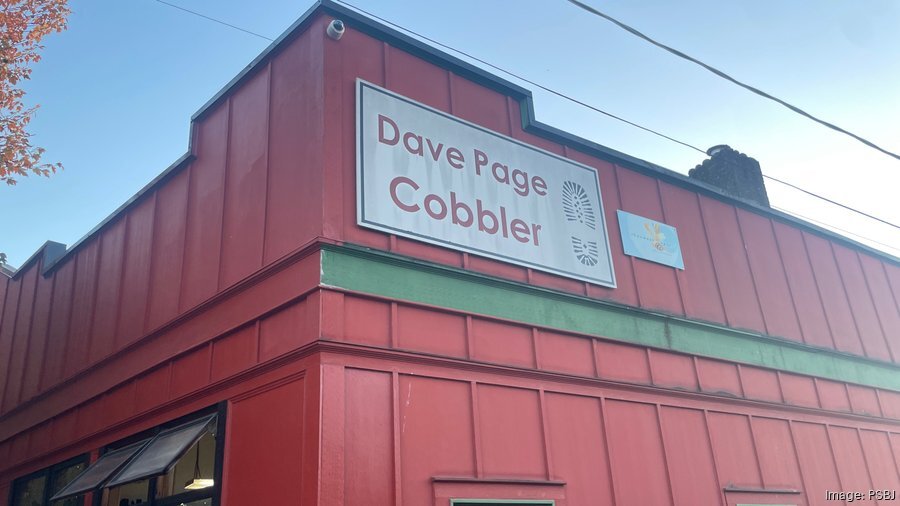 Dave Page
Cobbler
Image: PSBJ